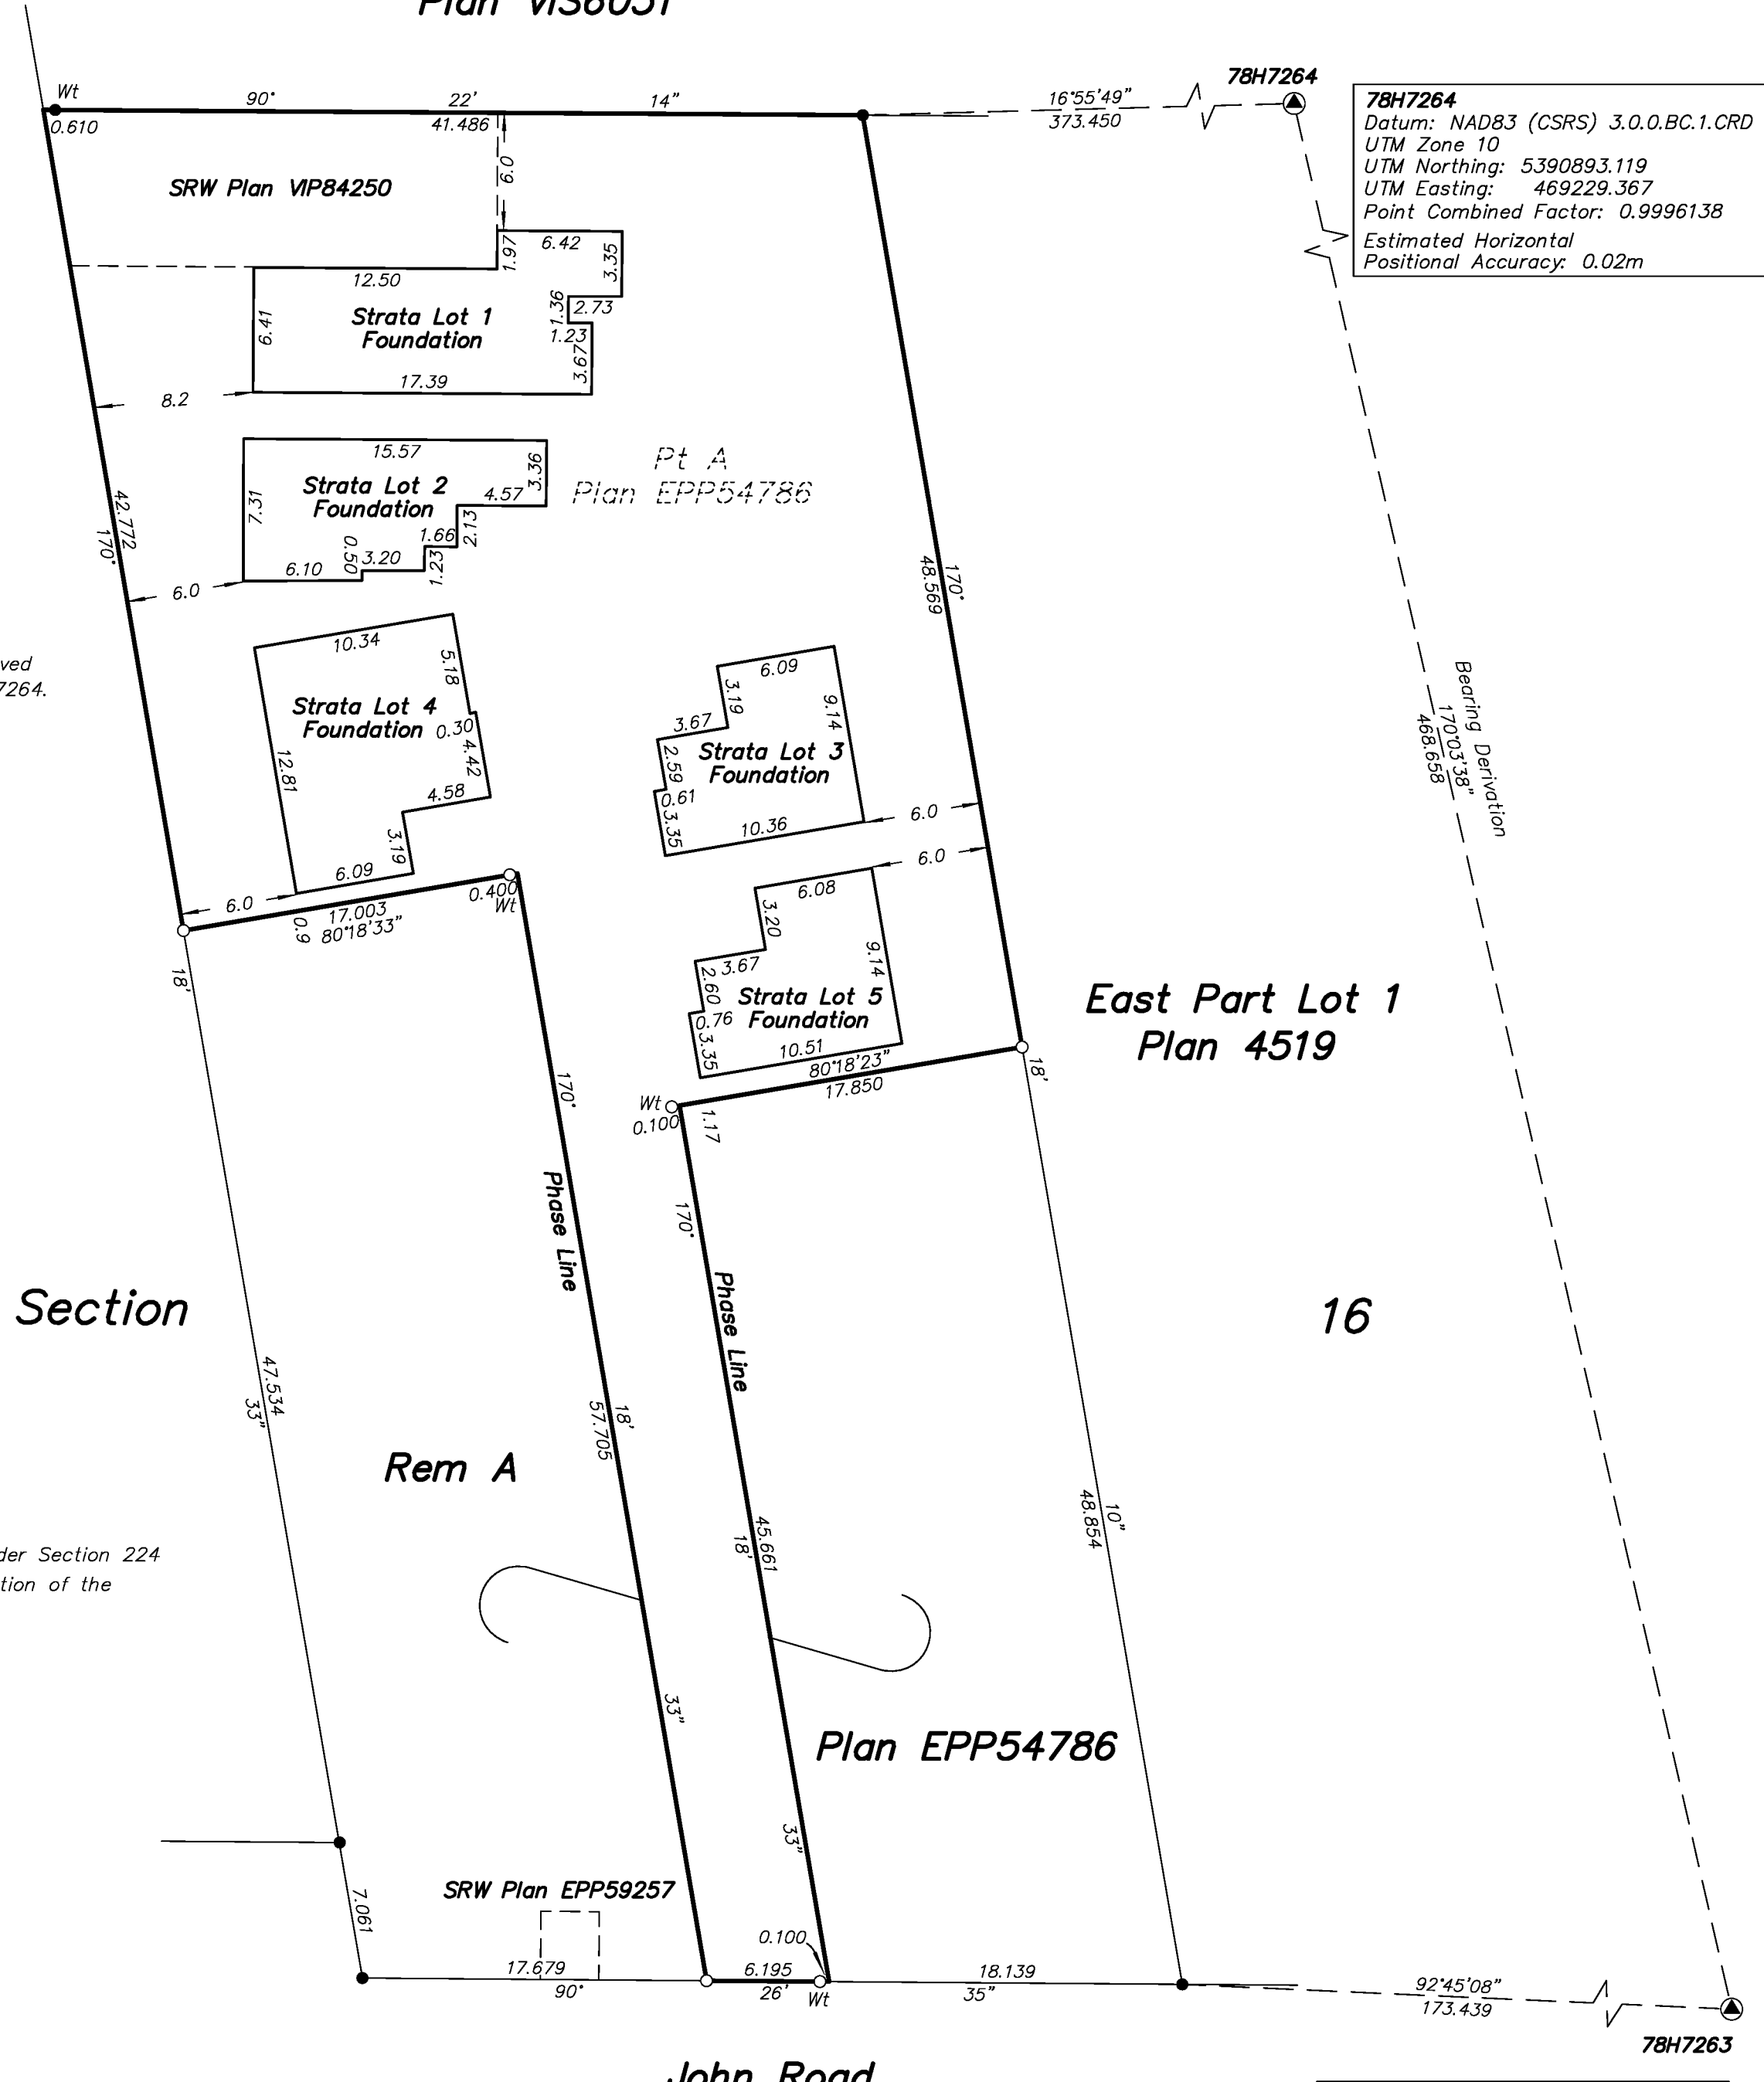 Plan VIS6051
Wt
0.610
90° 22' 14"
41.486
16°55'49"
373.450
78H7264
78H7264
Datum: NAD83 (CSRS) 3.0.0.BC.1.CRD
UTM Zone 10
UTM Northing: 5390893.119
UTM Easting: 469229.367
Point Combined Factor: 0.9996138
Estimated Horizontal
Positional Accuracy: 0.02m
SRW Plan VIP84250
6.0
1.97
6.42
3.35
12.50
1.36
2.73
6.41
Strata Lot 1
Foundation
1.23
3.67
17.39
8.2
15.57
3.36
Pt A
Plan EPP54786
7.31
Strata Lot 2
Foundation
4.57
2.13
1.66
1.23
0.50
3.20
6.10
42.772
170°
6.0
48.569
170°
ved
7264.
10.34
5.18
Strata Lot 4
Foundation
0.30
4.42
12.81
4.58
3.19
6.09
6.09
3.19
9.14
3.67
Strata Lot 3
Foundation
2.59
0.61
3.35
10.36
6.0
Bearing Derivation
170°03'38"
468.658
6.0
6.0
17.003
80°18'33"
0.9
0.400
Wt
18'
6.08
3.20
9.14
3.67
2.60
Strata Lot 5
Foundation
0.76
3.35
10.51
80°18'23"
17.850
18'
East Part Lot 1
Plan 4519
Wt
0.100
1.17
170°
170°
Phase Line
Phase Line
Section
16
47.534
33"
18'
57.705
Rem A
45.661
18'
10"
48.854
der Section 224
tion of the
33"
Plan EPP54786
33"
7.061
SRW Plan EPP59257
0.100
17.679
90°
6.195
26'
Wt
18.139
35"
92°45'08"
173.439
78H7263
John Road